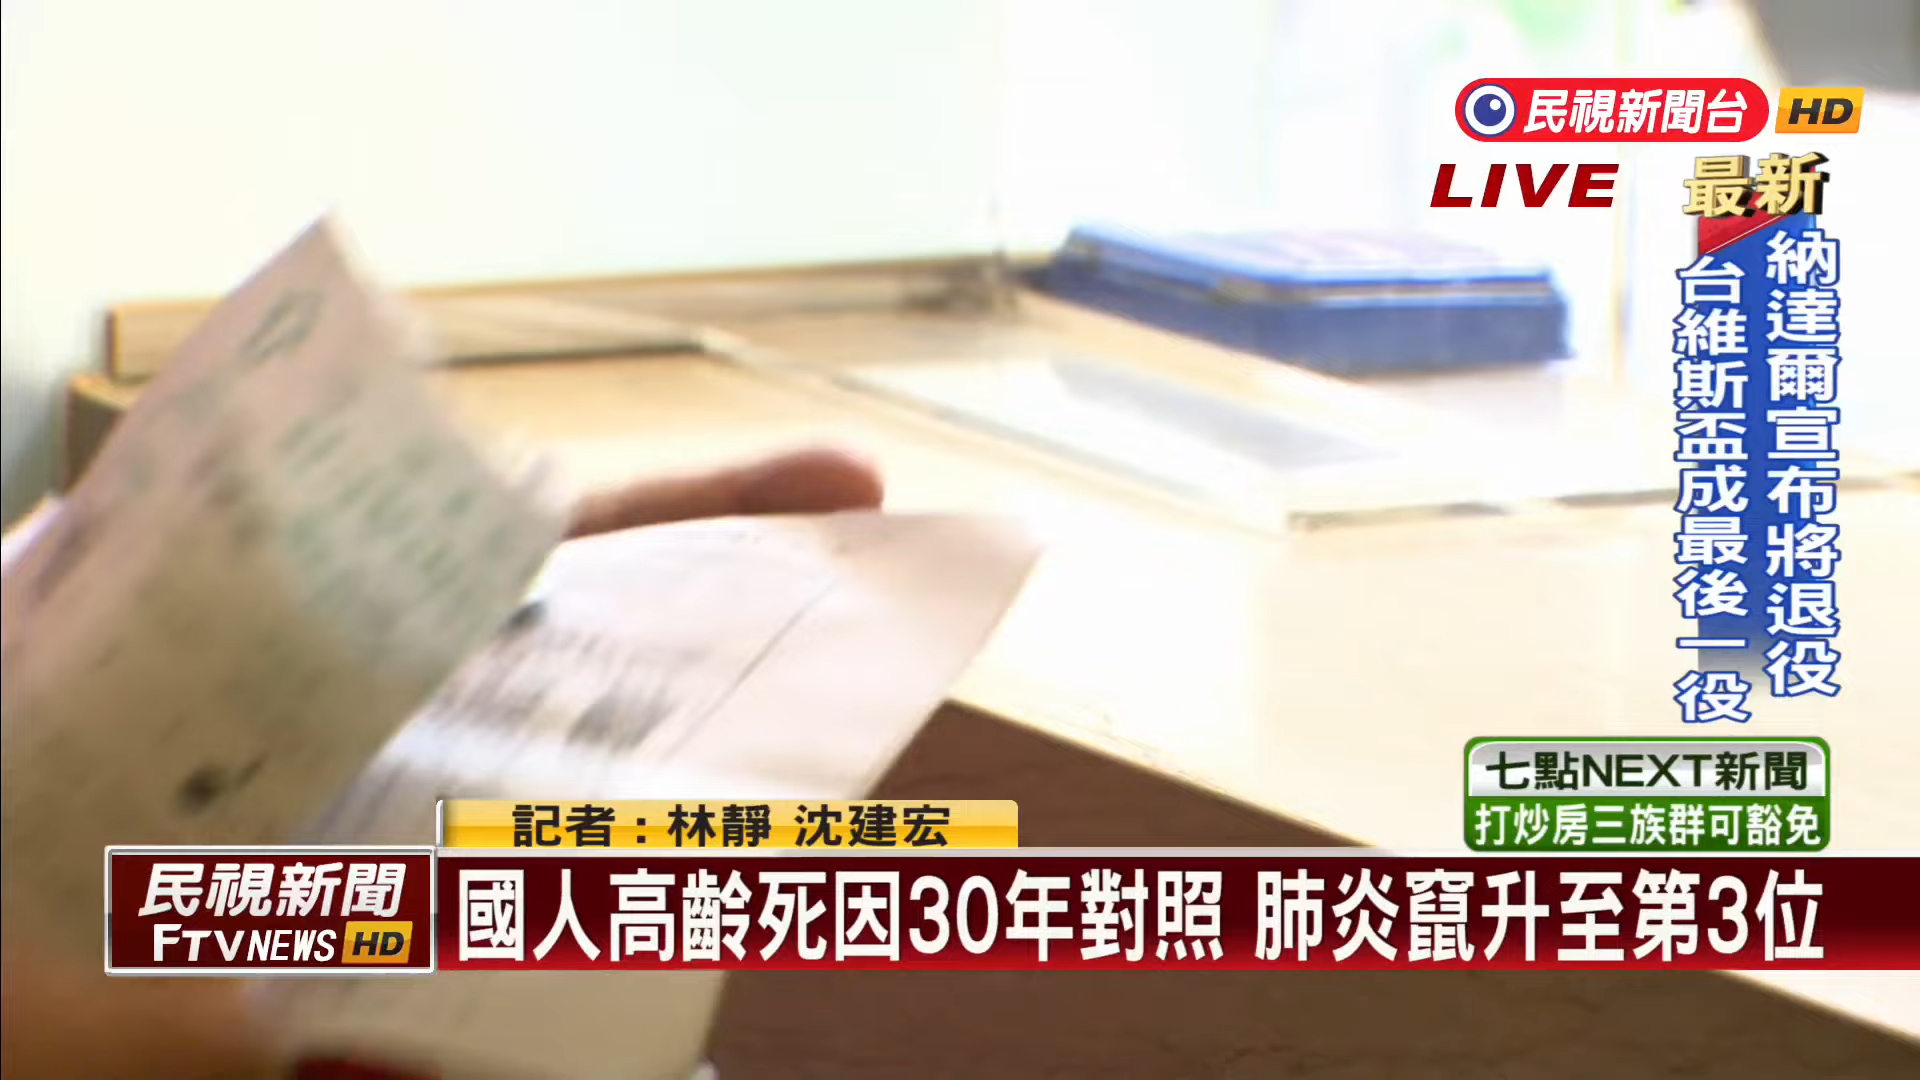 民視新聞台 HD
LIVE
最新
納達爾宣布將退役
台維斯盃成最後一役
七點NEXT新聞
打炒房三族群可豁免
記者：林靜 沈建宏
民視新聞
FTVNEWS HD
國人高齡死因30年對照 肺炎竄升至第3位